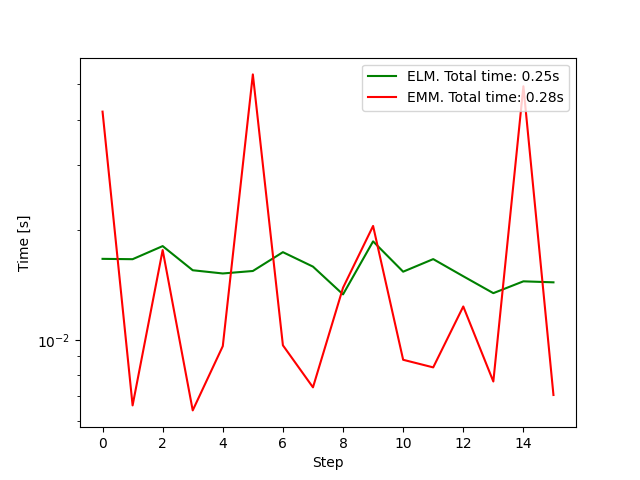 ELM. Total time: 0.25s
EMM. Total time: 0.28s
Time [s]
10⁻²
0 2 4 6 8 10 12 14
Step